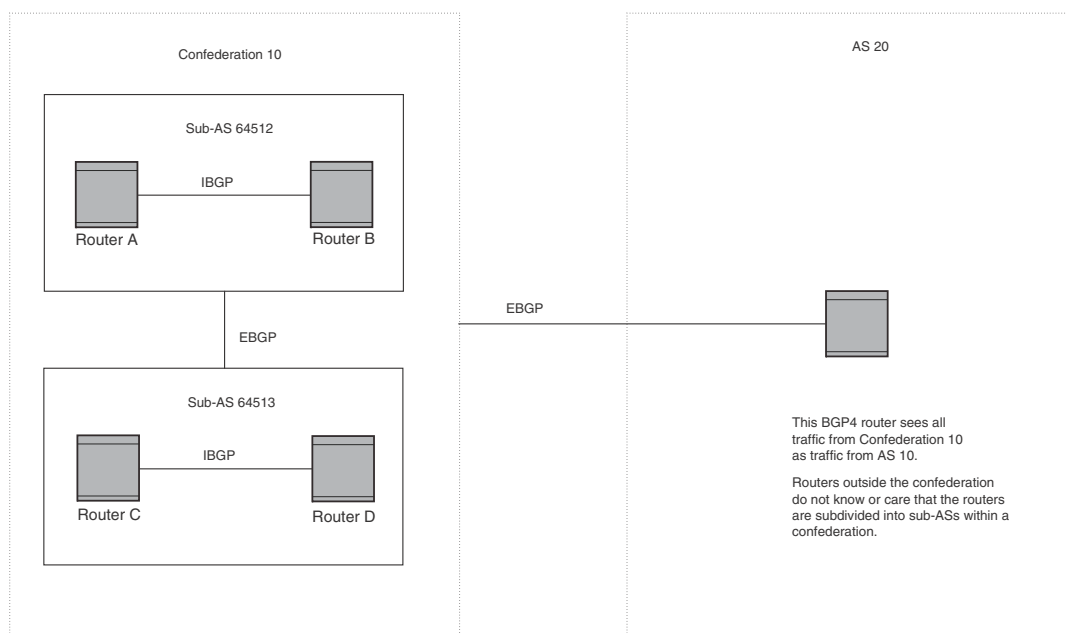 Confederation 10
AS 20
Sub-AS 64512
IBGP
Router A
Router B
EBGP
EBGP
Sub-AS 64513
IBGP
Router C
Router D
This BGP4 router sees all
traffic from Confederation 10
as traffic from AS 10.
Routers outside the confederation
do not know or care that the routers
are subdivided into sub-ASs within a
confederation.